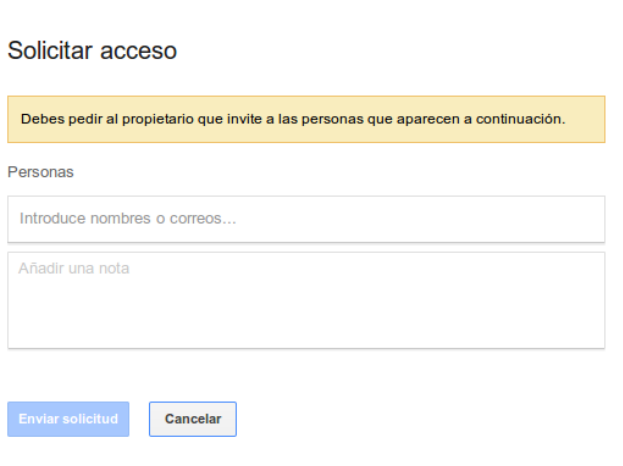 Solicitar acceso
Debes pedir al propietario que invite a las personas que aparecen a continuación.
Personas
Introduce nombres o correos...
Añadir una nota
Enviar solicitud
Cancelar